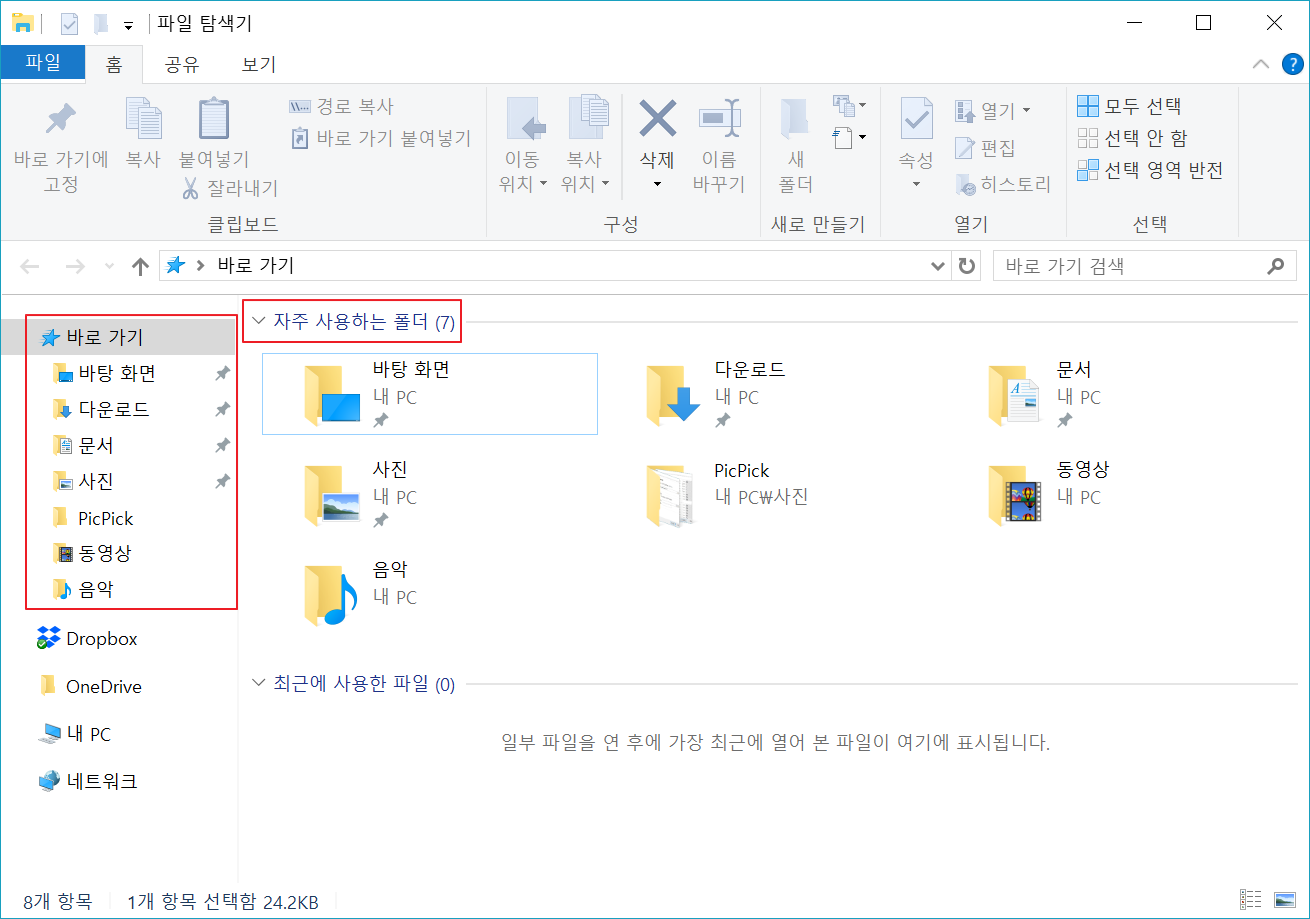 파일 탐색기
파일 홈 공유 보기
바로 가기에 고정
복사
붙여넣기
경로 복사
바로 가기 붙여넣기
잘라내기
클립보드
이동 위치
복사 위치
삭제
이름 바꾸기
구성
새 폴더
새로 만들기
속성
열기
편집
히스토리
열기
모두 선택
선택 안 함
선택 영역 반전
선택
바로 가기
바로 가기 검색
바로 가기
바탕 화면
다운로드
문서
사진
PicPick
동영상
음악
Dropbox
OneDrive
내 PC
네트워크
자주 사용하는 폴더 (7)
바탕 화면
내 PC
다운로드
내 PC
문서
내 PC
사진
내 PC
PicPick
내 PC₩사진
동영상
내 PC
음악
내 PC
최근에 사용한 파일 (0)
일부 파일을 연 후에 가장 최근에 열어 본 파일이 여기에 표시됩니다.
8개 항목
1개 항목 선택함 24.2KB